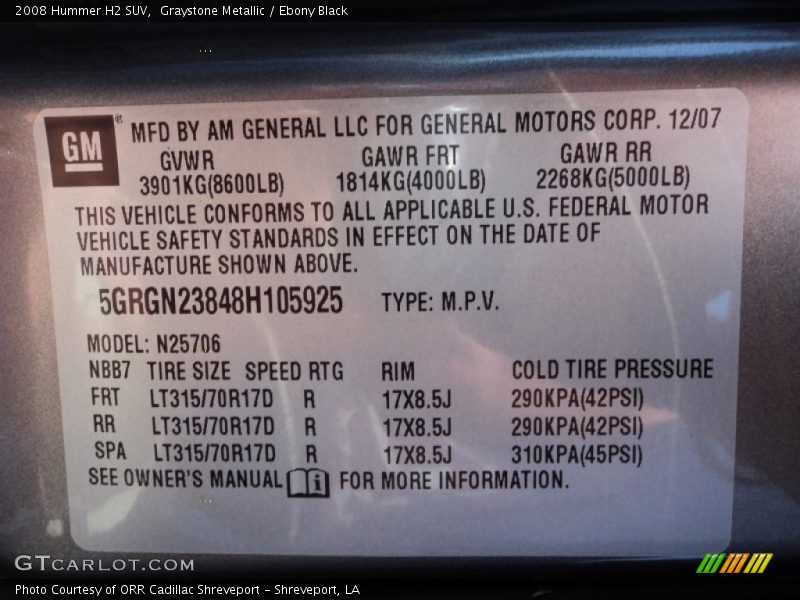 2008 Hummer H2 SUV,  Graystone Metallic / Ebony Black
GM® MFD BY AM GENERAL LLC FOR GENERAL MOTORS CORP. 12/07
GVWR GAWR FRT GAWR RR
3901KG(8600LB) 1814KG(4000LB) 2268KG(5000LB)
THIS VEHICLE CONFORMS TO ALL APPLICABLE U.S. FEDERAL MOTOR
VEHICLE SAFETY STANDARDS IN EFFECT ON THE DATE OF
MANUFACTURE SHOWN ABOVE.
5GRGN23848H105925 TYPE: M.P.V.
MODEL: N25706
NBB7 TIRE SIZE SPEED RTG RIM COLD TIRE PRESSURE
FRT LT315/70R17D R 17X8.5J 290KPA(42PSI)
RR LT315/70R17D R 17X8.5J 290KPA(42PSI)
SPA LT315/70R17D R 17X8.5J 310KPA(45PSI)
SEE OWNER'S MANUAL i FOR MORE INFORMATION.
GTCARLOT.COM
Photo Courtesy of ORR Cadillac Shreveport - Shreveport, LA